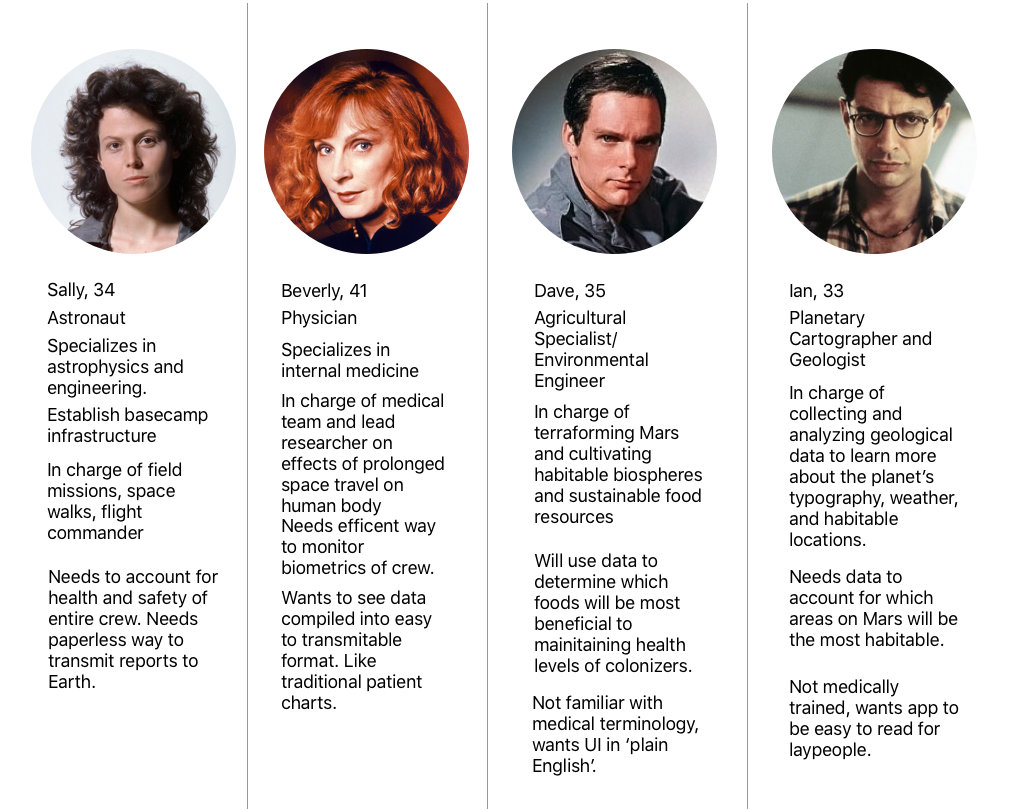 Sally, 34
Astronaut
Specializes in
astrophysics and
engineering.
Establish basecamp
infrastructure
In charge of field
missions, space
walks, flight
commander
Needs to account for
health and safety of
entire crew. Needs
paperless way to
transmit reports to
Earth.
Beverly, 41
Physician
Specializes in
internal medicine
In charge of medical
team and lead
researcher on
effects of prolonged
space travel on
human body
Needs efficent way
to monitor
biometrics of crew.
Wants to see data
compiled into easy
to transmitable
format. Like
traditional patient
charts.
Dave, 35
Agricultural
Specialist/
Environmental
Engineer
In charge of
terraforming Mars
and cultivating
habitable biospheres
and sustainable food
resources
Will use data to
determine which
foods will be most
beneficial to
mainitaining health
levels of colonizers.
Not familiar with
medical terminology,
wants UI in ‘plain
English’.
Ian, 33
Planetary
Cartographer and
Geologist
In charge of
collecting and
analyzing geological
data to learn more
about the planet’s
typography, weather,
and habitable
locations.
Needs data to
account for which
areas on Mars will be
the most habitable.
Not medically
trained, wants app to
be easy to read for
laypeople.